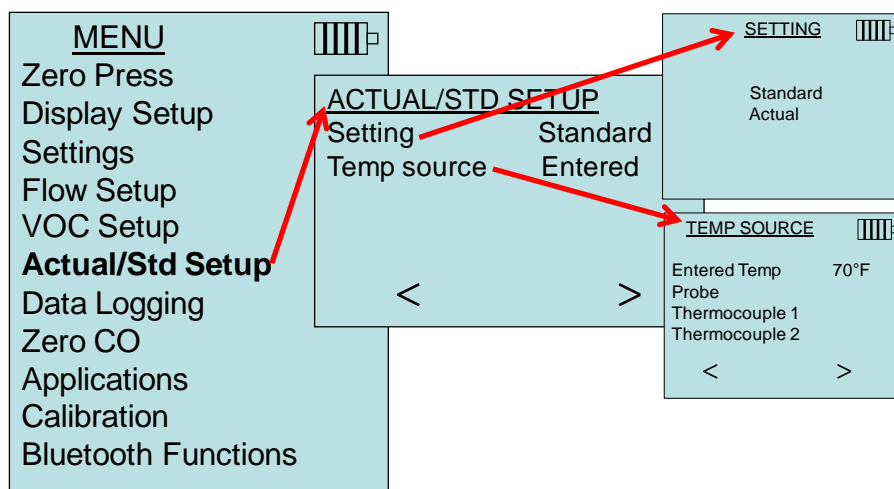 MENU
Zero Press
Display Setup
Settings
Flow Setup
VOC Setup
Actual/Std Setup
Data Logging
Zero CO
Applications
Calibration
Bluetooth Functions
ACTUAL/STD SETUP
Setting Standard
Temp source Entered
< >
SETTING
Standard
Actual
TEMP SOURCE
Entered Temp 70°F
Probe
Thermocouple 1
Thermocouple 2
< >